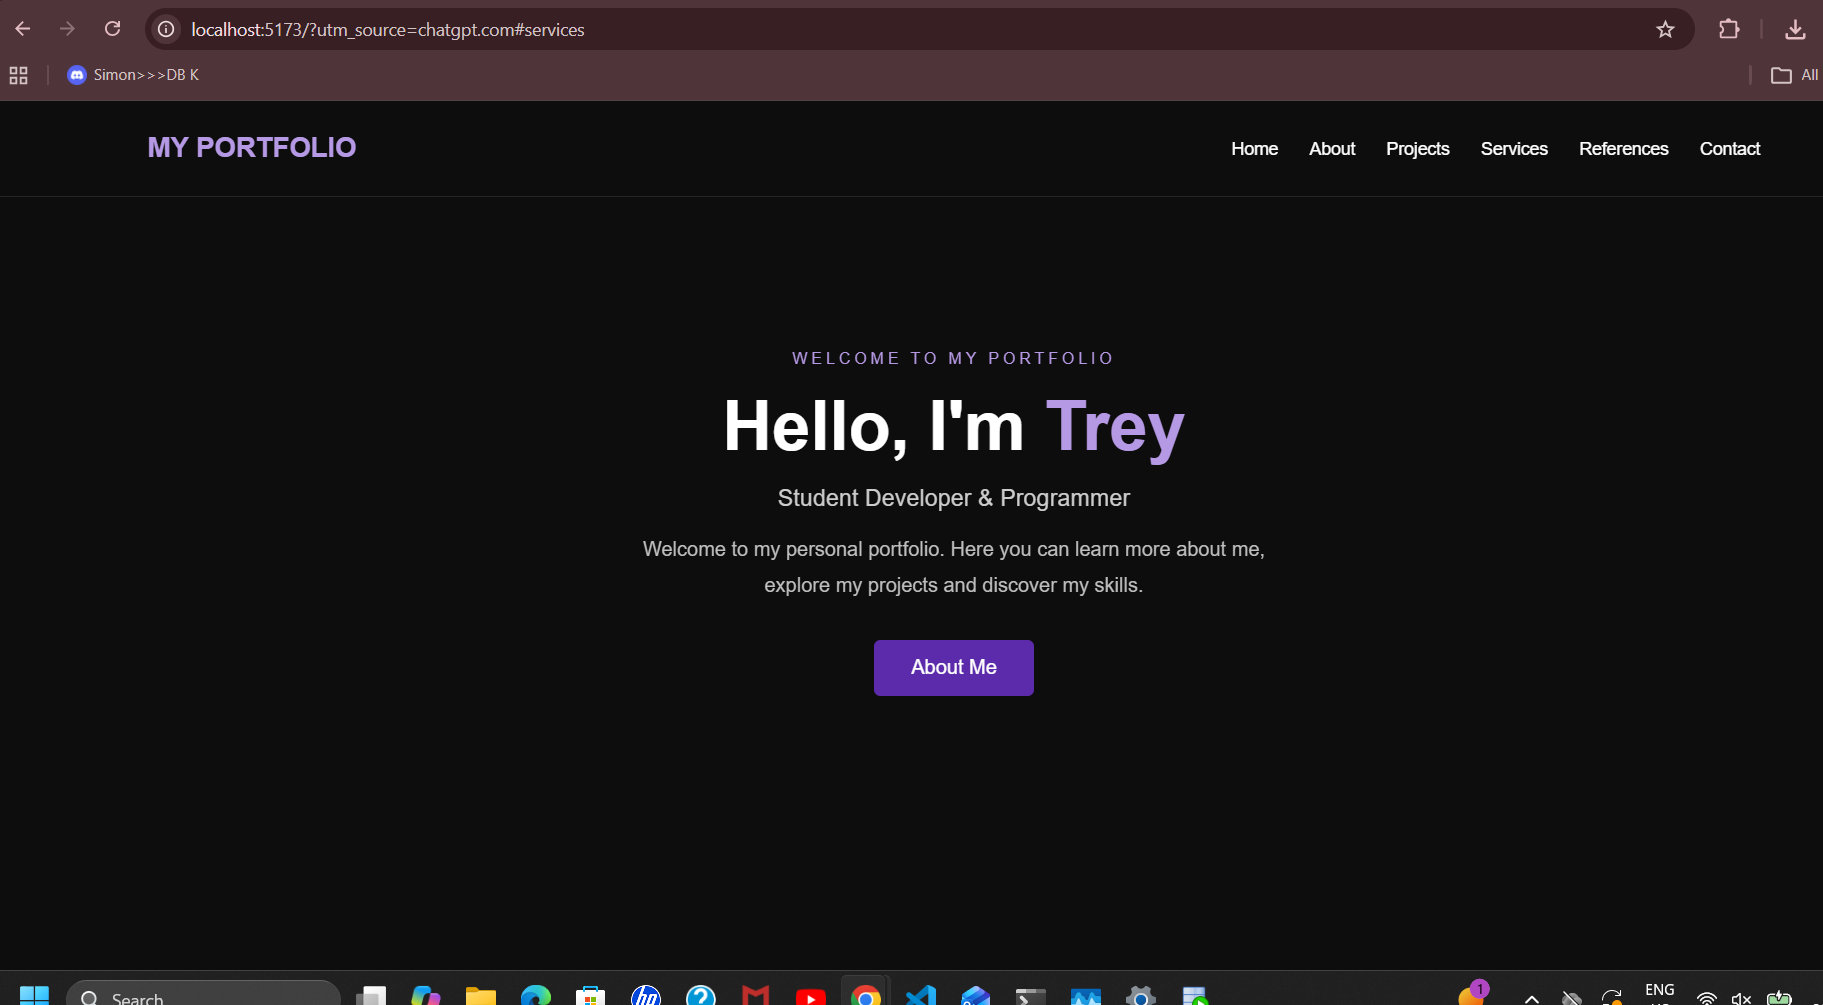 localhost:5173/?utm_source=chatgpt.com#services
Simon>>>DB K
All
MY PORTFOLIO
Home
About
Projects
Services
References
Contact
WELCOME TO MY PORTFOLIO
Hello, I'm Trey
Student Developer & Programmer
Welcome to my personal portfolio. Here you can learn more about me,
explore my projects and discover my skills.
About Me
Search
hp
1
ENG